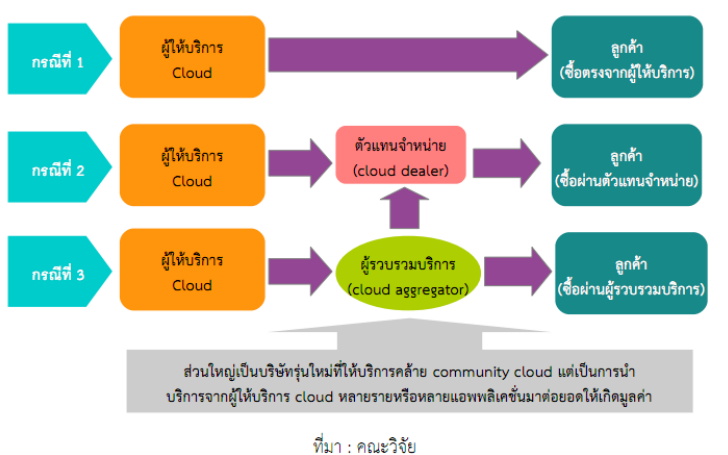 กรณีที่ 1
ผู้ให้บริการ
Cloud
ลูกค้า
(ซื้อตรงจากผู้ให้บริการ)
กรณีที่ 2
ผู้ให้บริการ
Cloud
ตัวแทนจำหน่าย
(cloud dealer)
ลูกค้า
(ซื้อผ่านตัวแทนจำหน่าย)
กรณีที่ 3
ผู้ให้บริการ
Cloud
ผู้รวบรวมบริการ
(cloud aggregator)
ลูกค้า
(ซื้อผ่านผู้รวบรวมบริการ)
ส่วนใหญ่เป็นบริษัทรุ่นใหม่ที่ให้บริการคล้าย community cloud แต่เป็นการนำ
บริการจากผู้ให้บริการ cloud หลายรายหรือหลายแอพพลิเคชั่นมาต่อยอดให้เกิดมูลค่า
ที่มา : คณะวิจัย